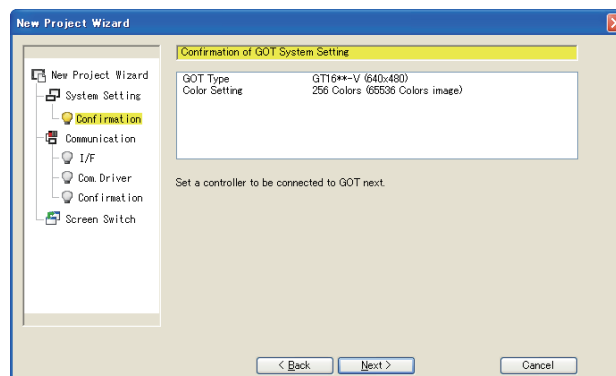 New Project Wizard
New Project Wizard
System Setting
Confirmation
Communication
I/F
Com. Driver
Confirmation
Screen Switch
Confirmation of GOT System Setting
GOT Type GT16**-V (640x480)
Color Setting 256 Colors (65536 Colors image)
Set a controller to be connected to GOT next.
< Back
Next >
Cancel